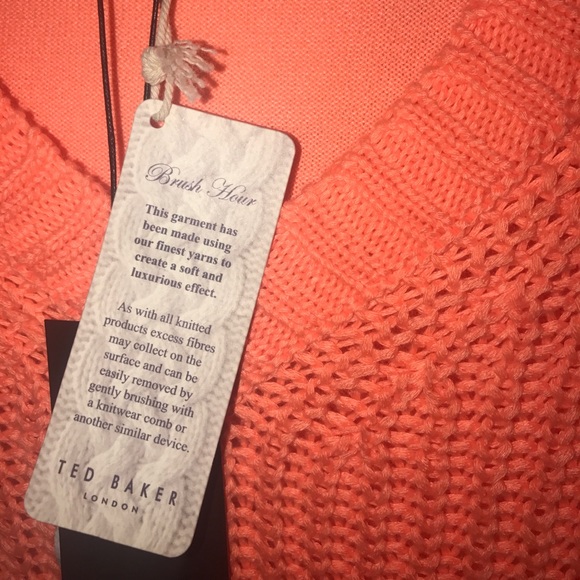 Brush Hour
This garment has
been made using
our finest yarns to
create a soft and
luxurious effect.
As with all knitted
products excess fibres
may collect on the
surface and can be
easily removed by
gently brushing with
a knitwear comb or
another similar device.
TED BAKER
LONDON